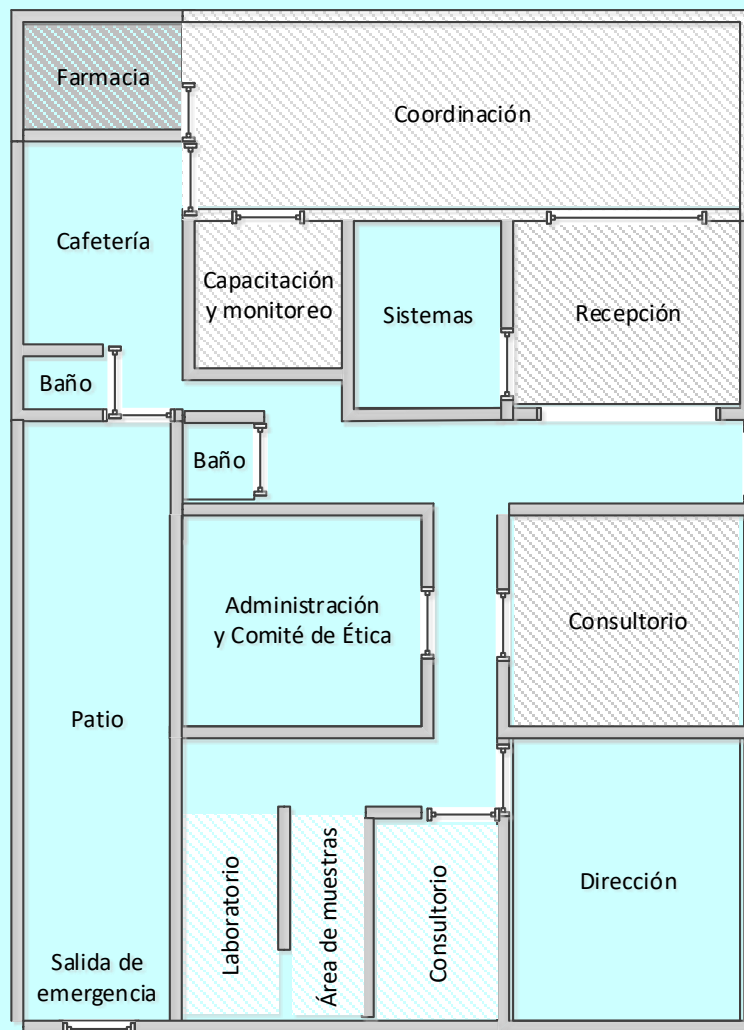 Farmacia
Coordinación
Cafetería
Capacitación
y monitoreo
Sistemas
Recepción
Baño
Baño
Administración
y Comité de Ética
Consultorio
Patio
Laboratorio
Área de muestras
Consultorio
Dirección
Salida de
emergencia